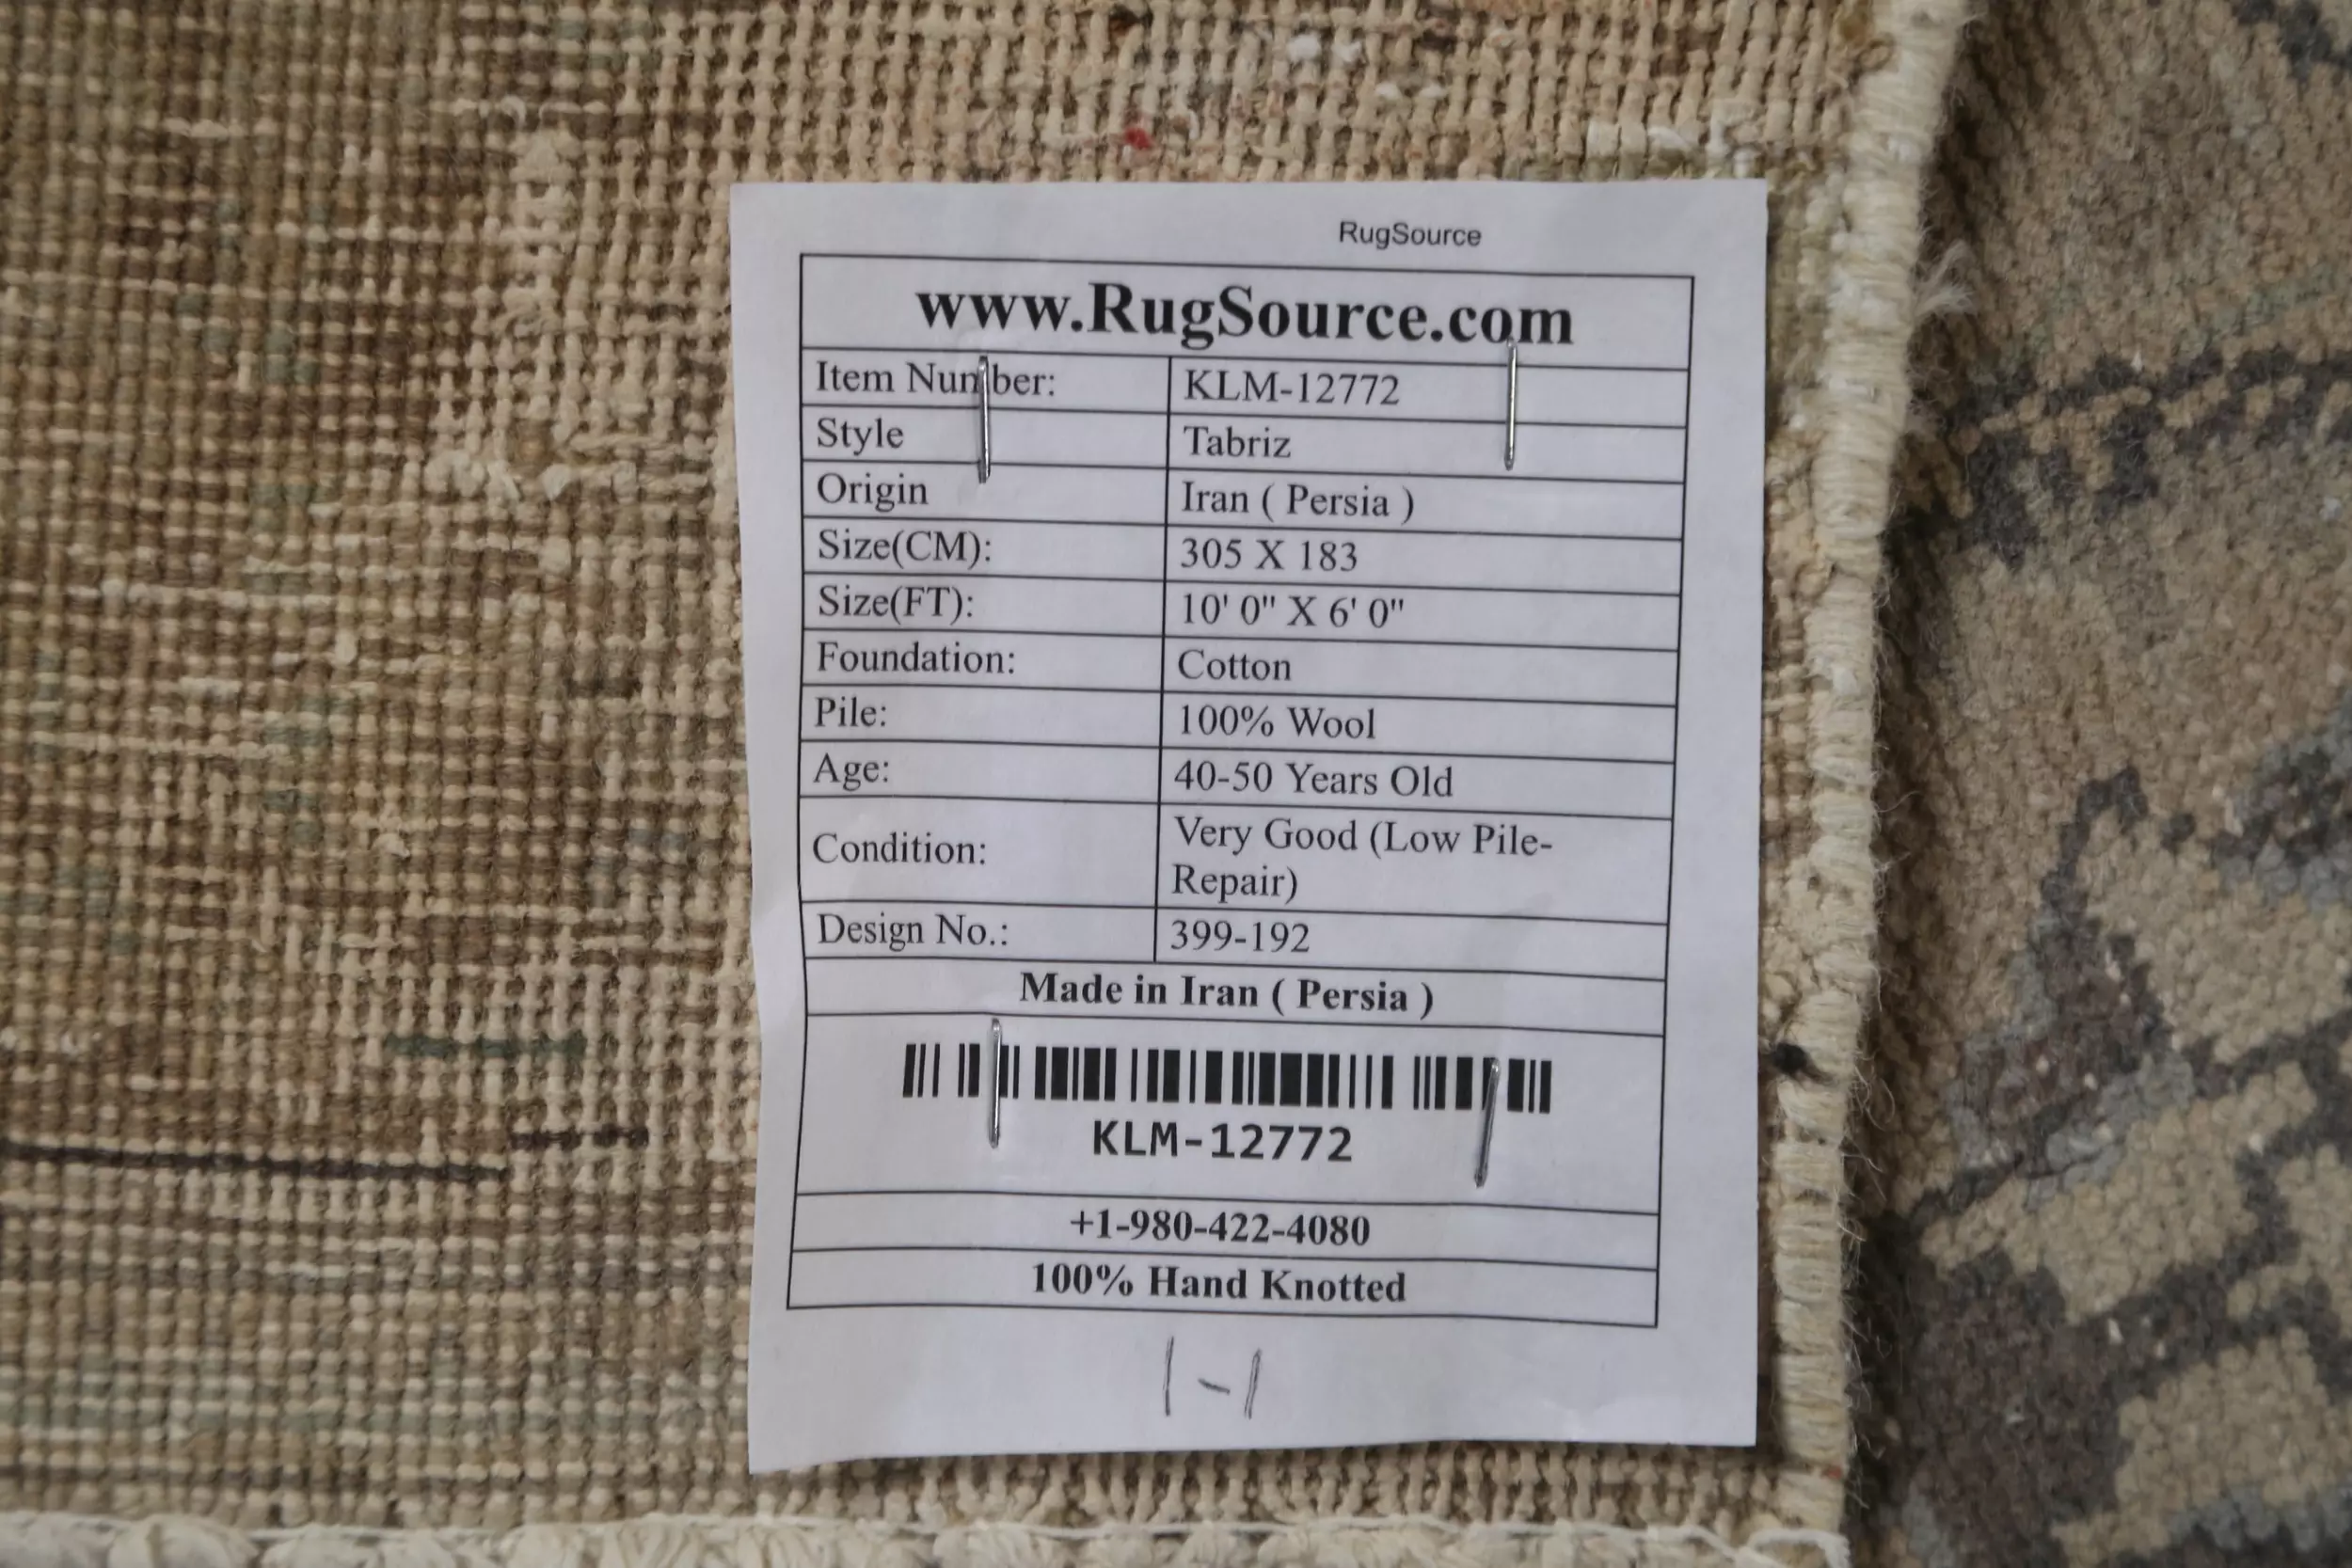 RugSource
www.RugSource.com
Item Number: KLM-12772
Style Tabriz
Origin Iran ( Persia )
Size(CM): 305 X 183
Size(FT): 10' 0" X 6' 0"
Foundation: Cotton
Pile: 100% Wool
Age: 40-50 Years Old
Condition: Very Good (Low Pile-
Repair)
Design No.: 399-192
Made in Iran ( Persia )
KLM-12772
+1-980-422-4080
100% Hand Knotted
1-1